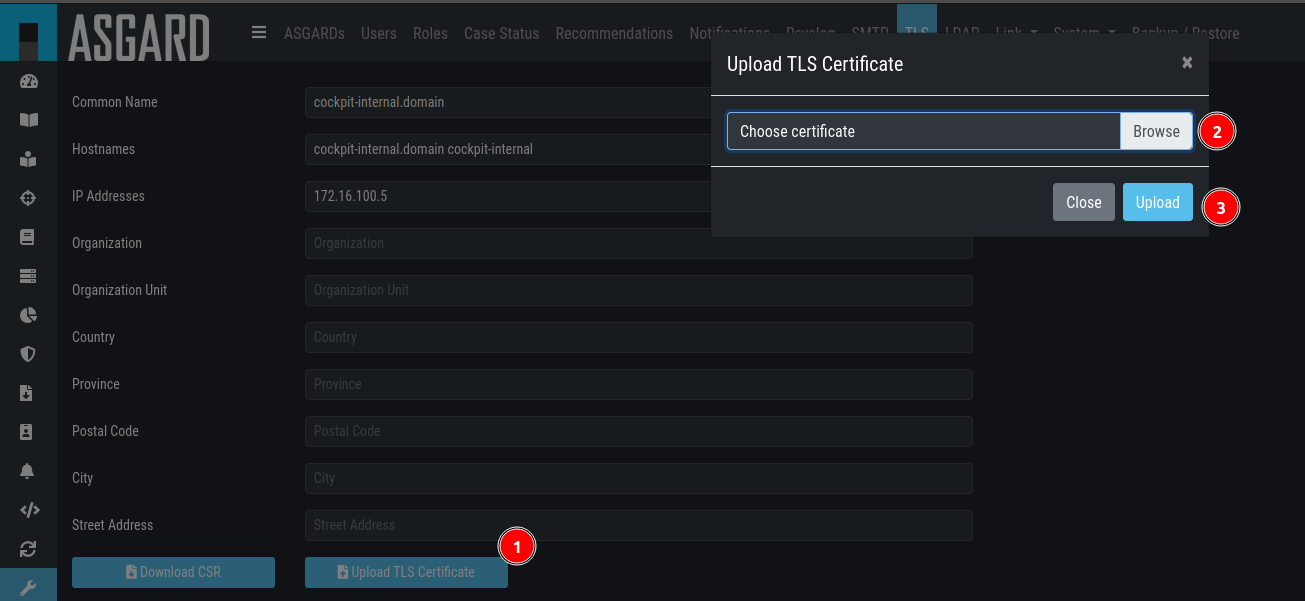 ASGARD
ASGARDs Users Roles Case Status Recommendations Notifications Rsyslog SMTP TLS LDAP Link System Backup / Restore
Upload TLS Certificate ×
Common Name cockpit-internal.domain
Choose certificate Browse 2
Hostnames cockpit-internal.domain cockpit-internal
IP Addresses 172.16.100.5
Close Upload 3
Organization Organization
Organization Unit Organization Unit
Country Country
Province Province
Postal Code Postal Code
City City
Street Address Street Address
1
Download CSR Upload TLS Certificate